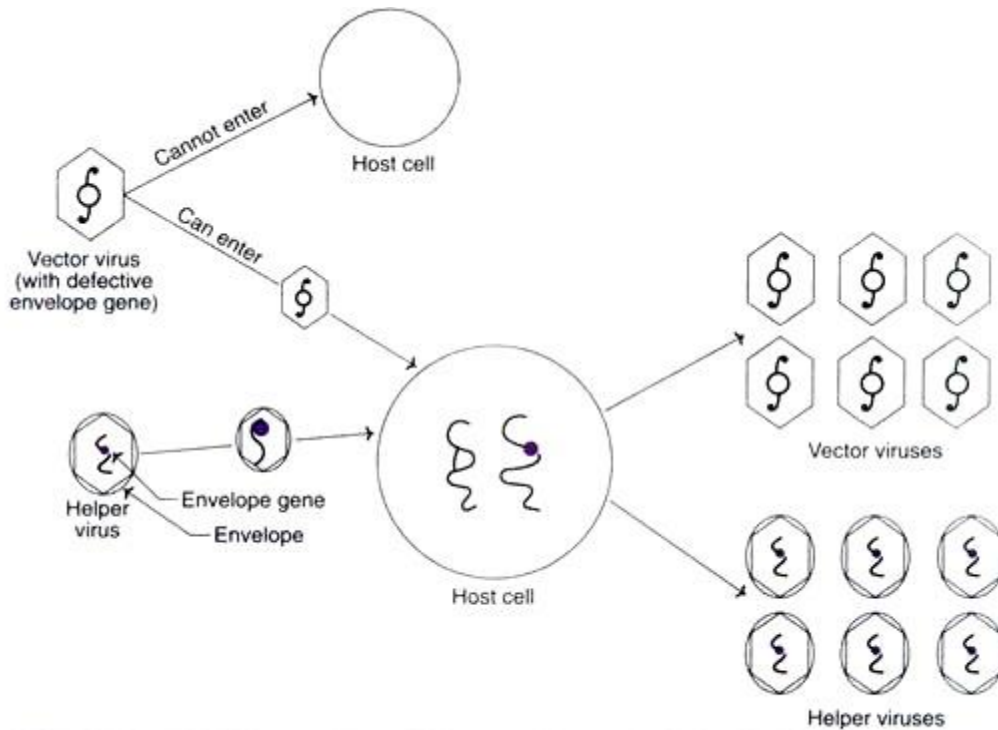 Cannot enter
Host cell
Can enter
Vector virus
(with defective
envelope gene)
Vector viruses
Envelope gene
Helper
virus
Envelope
Host cell
Helper viruses